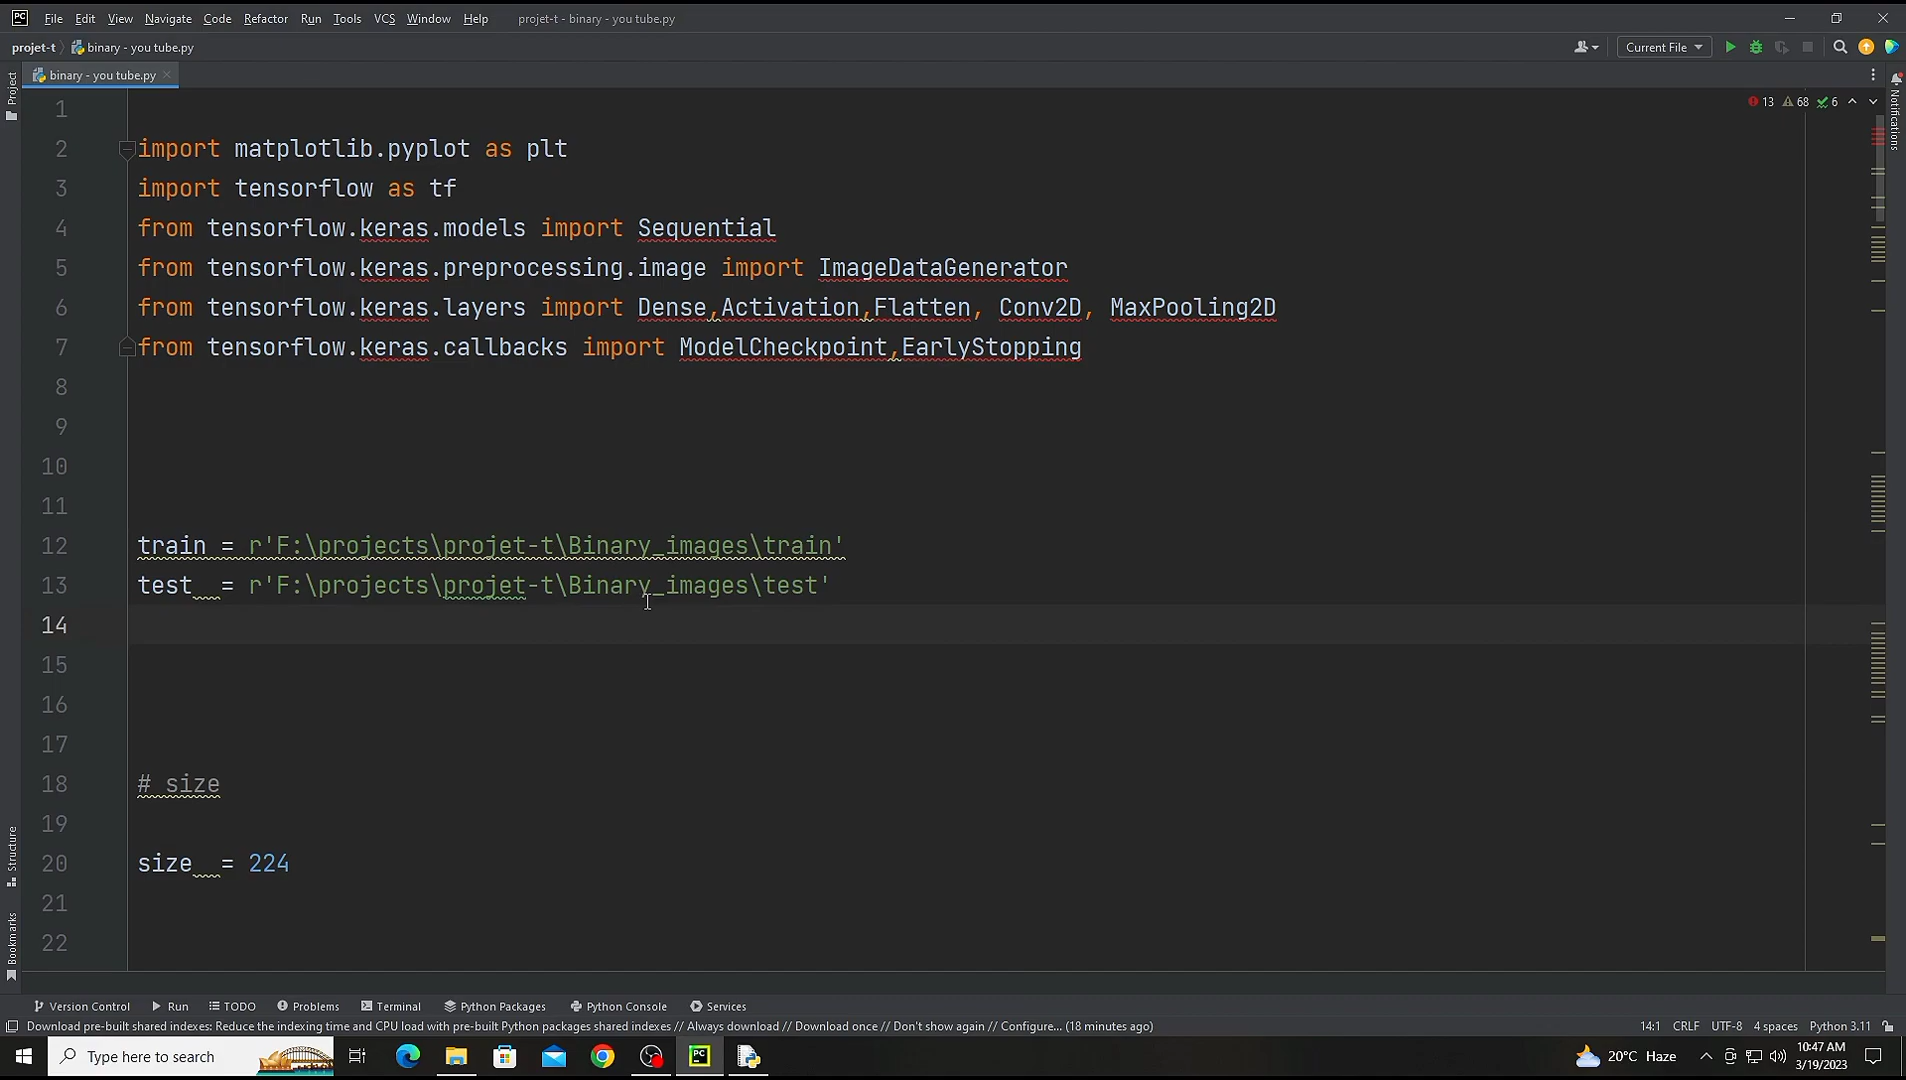 PC File Edit View Navigate Code Refactor Run Tools VCS Window Help projet-t - binary - you tube.py
projet-t binary - you tube.py Current File
binary - you tube.py
Project
Notifications
13 68 6
1
2 import matplotlib.pyplot as plt
3 import tensorflow as tf
4 from tensorflow.keras.models import Sequential
5 from tensorflow.keras.preprocessing.image import ImageDataGenerator
6 from tensorflow.keras.layers import Dense,Activation,Flatten, Conv2D, MaxPooling2D
7 from tensorflow.keras.callbacks import ModelCheckpoint,EarlyStopping
8
9
10
11
12 train = r'F:\projects\projet-t\Binary_images\train'
13 test  = r'F:\projects\projet-t\Binary_images\test'
14
15
16
17
18 # size
19
20 size  = 224
21
22
Structure
Bookmarks
Version Control Run TODO Problems Terminal Python Packages Python Console Services
Download pre-built shared indexes: Reduce the indexing time and CPU load with pre-built Python packages shared indexes // Always download // Download once // Don't show again // Configure... (18 minutes ago) 14:1 CRLF UTF-8 4 spaces Python 3.11
Type here to search PC 20°C Haze 10:47 AM
3/19/2023